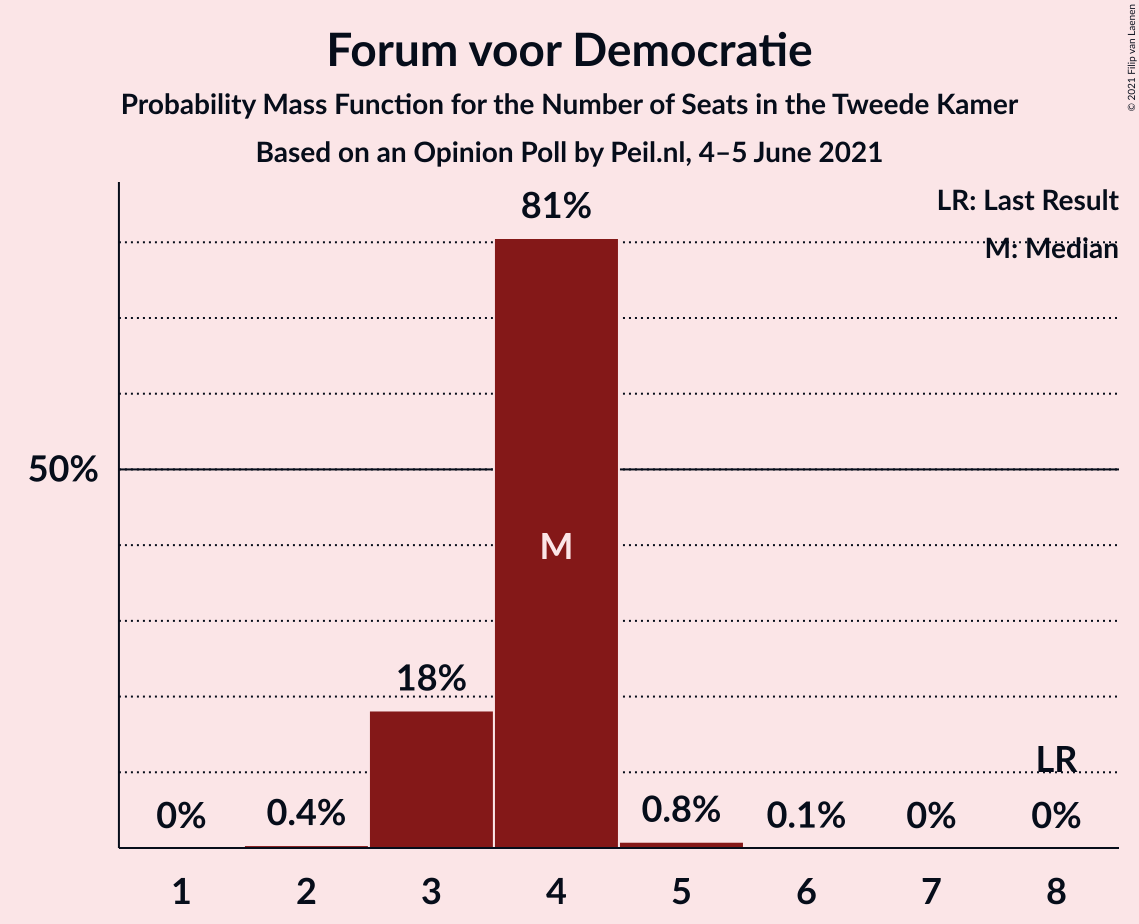 Forum voor Democratie
Probability Mass Function for the Number of Seats in the Tweede Kamer
Based on an Opinion Poll by Peil.nl, 4–5 June 2021
© 2021 Filip van Laenen
LR: Last Result
M: Median
81%
50%
M
18%
LR
0%
0.4%
0.8%
0.1%
0%
0%
1 2 3 4 5 6 7 8